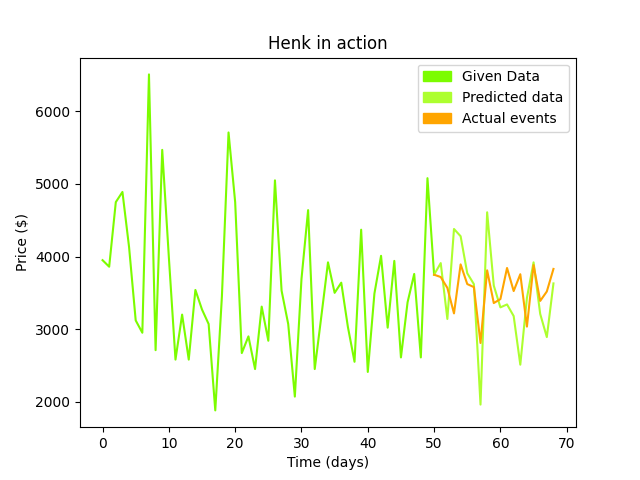 Henk in action
Given Data
Predicted data
Actual events
Price ($)
6000
5000
4000
3000
2000
0 10 20 30 40 50 60 70
Time (days)